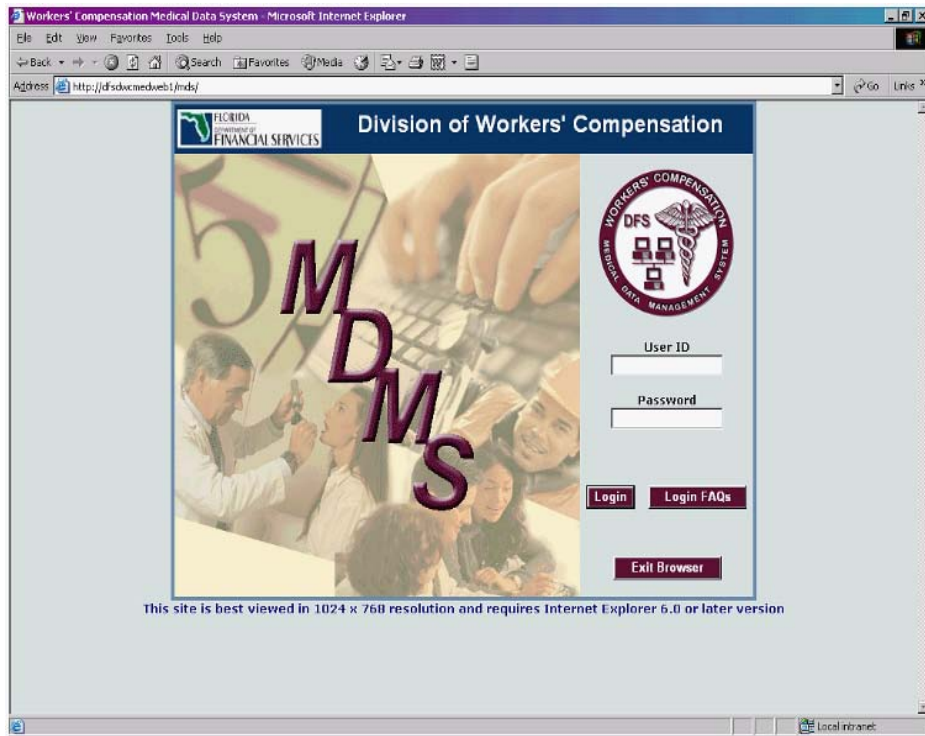 Workers' Compensation Medical Data System - Microsoft Internet Explorer
File Edit View Favorites Tools Help
Back Search Favorites Media
Address http://dfsdwcmedweb1/mds/ Go Links
FLORIDA
DEPARTMENT OF
FINANCIAL SERVICES
Division of Workers' Compensation
5
WORKERS' COMPENSATION
DFS
MEDICAL DATA MANAGEMENT SYSTEM
MDMS
User ID
Password
Login Login FAQs
Exit Browser
This site is best viewed in 1024 x 768 resolution and requires Internet Explorer 6.0 or later version
Local intranet